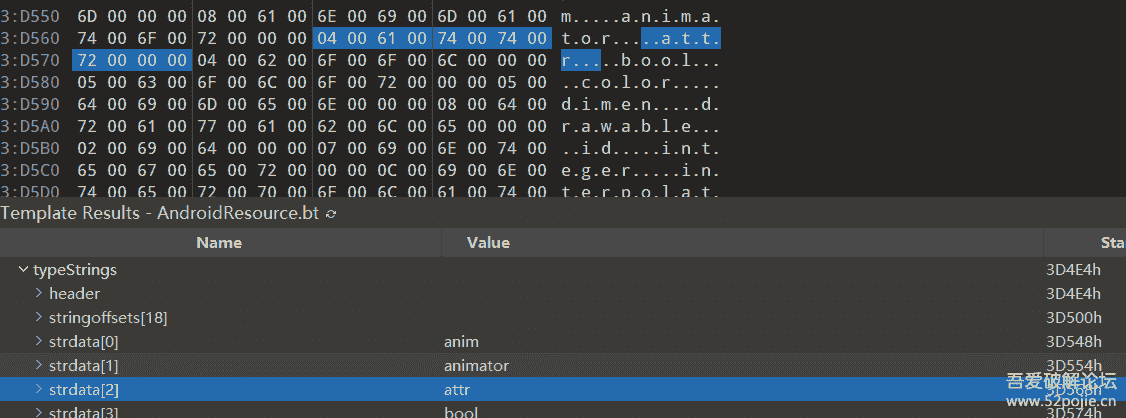 3:D550 6D 00 00 00 08 00 61 00 6E 00 69 00 6D 00 61 00 m.....a.n.i.m.a.
3:D560 74 00 6F 00 72 00 00 00 04 00 61 00 74 00 74 00 t.o.r.....a.t.t.
3:D570 72 00 00 00 04 00 62 00 6F 00 6F 00 6C 00 00 00 r.....b.o.o.l...
3:D580 05 00 63 00 6F 00 6C 00 6F 00 72 00 00 00 05 00 ..c.o.l.o.r.....
3:D590 64 00 69 00 6D 00 65 00 6E 00 00 00 08 00 64 00 d.i.m.e.n.....d.
3:D5A0 72 00 61 00 77 00 61 00 62 00 6C 00 65 00 00 00 r.a.w.a.b.l.e...
3:D5B0 02 00 69 00 64 00 00 00 07 00 69 00 6E 00 74 00 ..i.d.....i.n.t.
3:D5C0 65 00 67 00 65 00 72 00 00 00 0C 00 69 00 6E 00 e.g.e.r.....i.n.
3:D5D0 74 00 65 00 72 00 70 00 6F 00 6C 00 61 00 74 00 t.e.r.p.o.l.a.t.
Template Results - AndroidResource.bt
Name Value Sta
typeStrings 3D4E4h
header 3D4E4h
stringoffsets[18] 3D500h
strdata[0] anim 3D548h
strdata[1] animator 3D554h
strdata[2] attr 3D568h
strdata[3] bool 3D574h
吾爱破解论坛
www.52pojie.cn